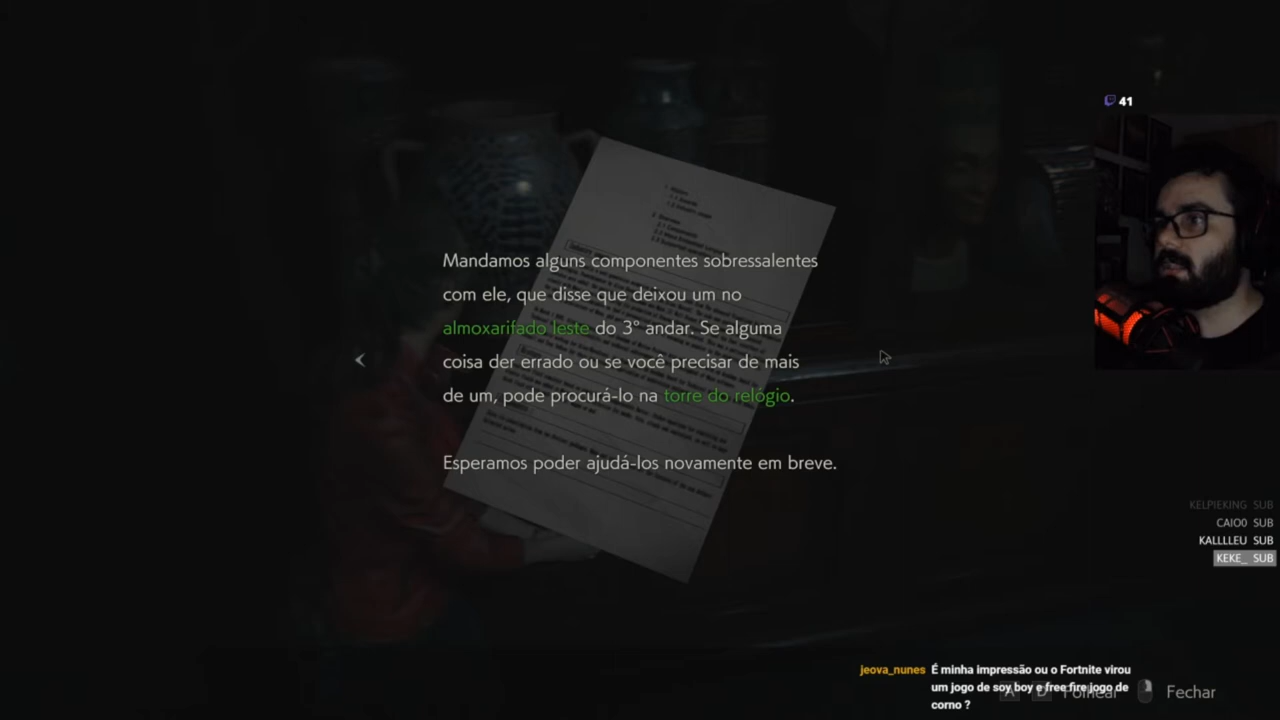 41
Mandamos alguns componentes sobressalentes
com ele, que disse que deixou um no
almoxarifado leste do 3° andar. Se alguma
coisa der errado ou se você precisar de mais
de um, pode procurá-lo na torre do relógio.
Esperamos poder ajudá-los novamente em breve.
KELPIEKING SUB
CAIO0 SUB
KALLLLEU SUB
KEKE_ SUB
jeova_nunes É minha impressão ou o Fortnite virou
um jogo de soy boy e free fire jogo de
corno ?
A D Folhear Fechar